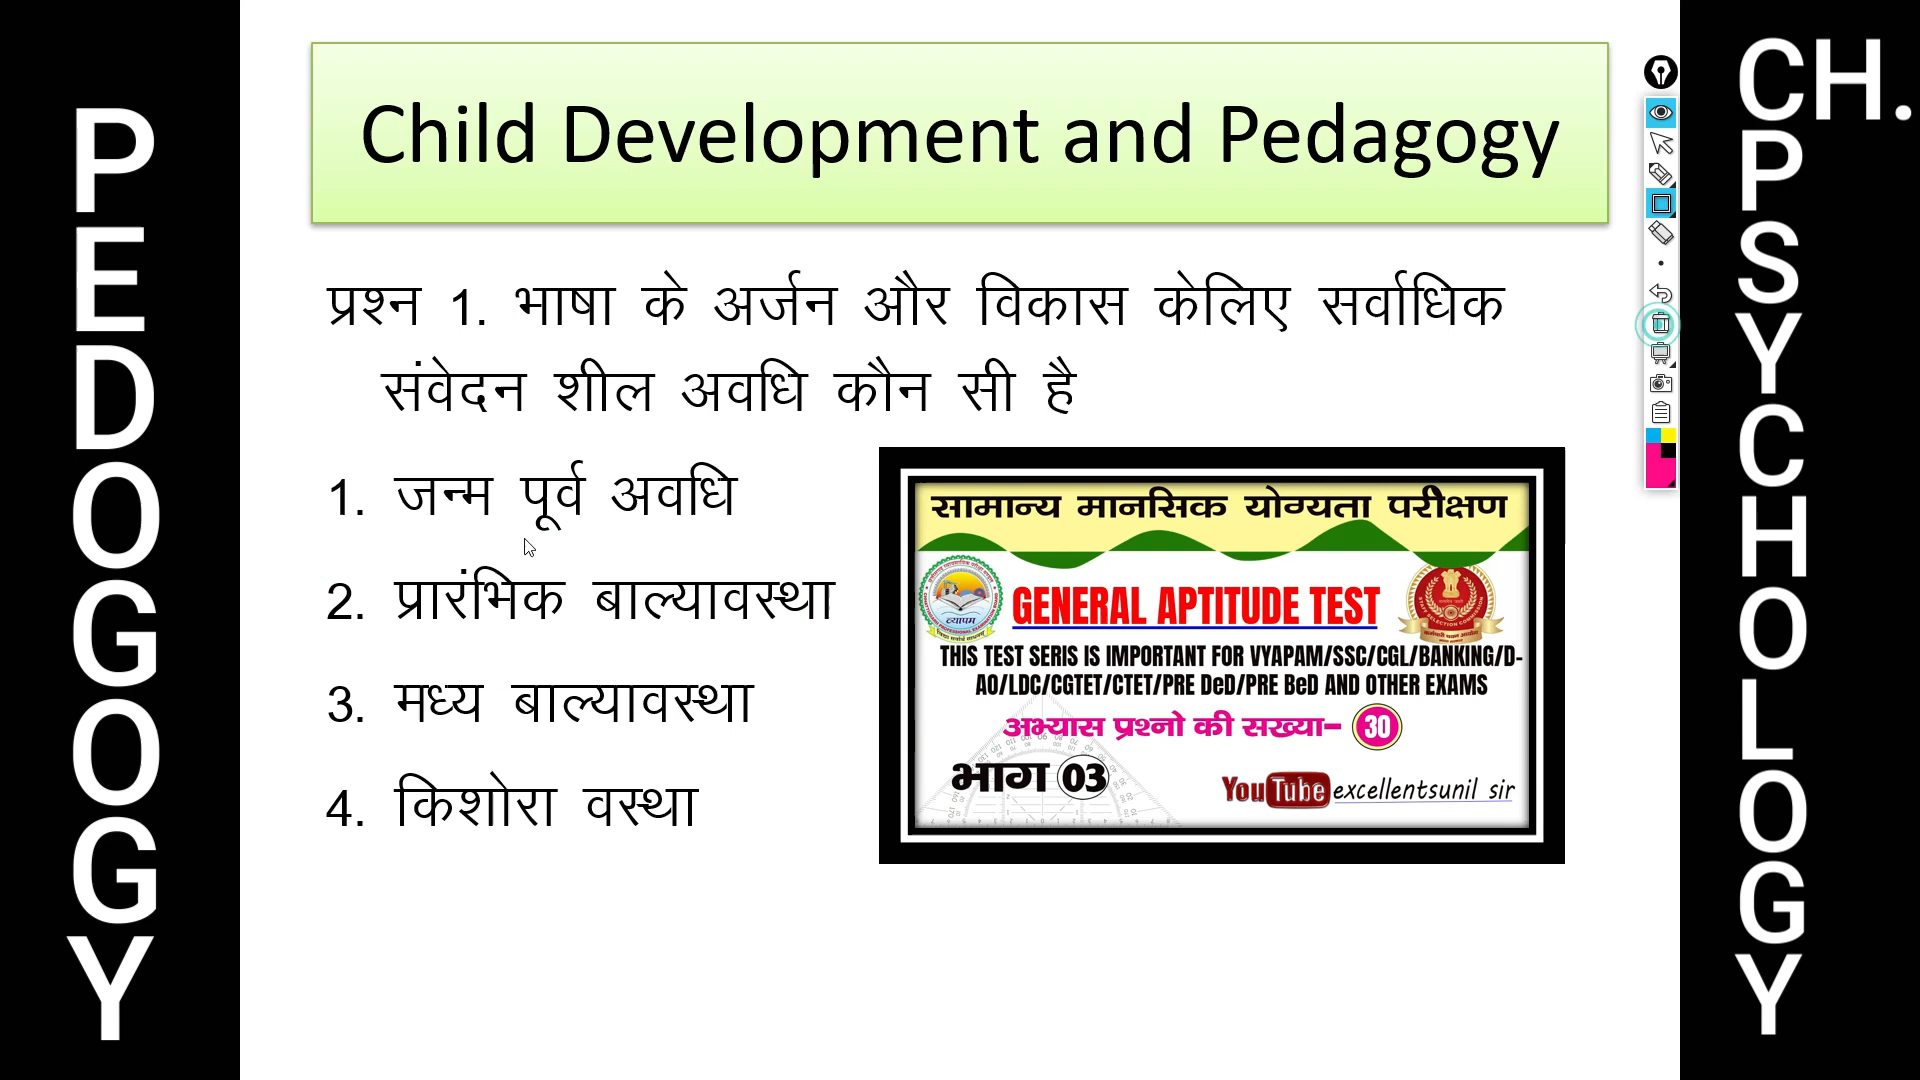 PEDOGOGY
Child Development and Pedagogy
प्रश्न 1. भाषा के अर्जन और विकास केलिए सर्वाधिक
संवेदन शील अवधि कौन सी है
1. जन्म पूर्व अवधि
2. प्रारंभिक बाल्यावस्था
3. मध्य बाल्यावस्था
4. किशोरा वस्था
सामान्य मानसिक योग्यता परीक्षण
व्यापम
GENERAL APTITUDE TEST
THIS TEST SERIS IS IMPORTANT FOR VYAPAM/SSC/CGL/BANKING/D-
AO/LDC/CGTET/CTET/PRE DeD/PRE BeD AND OTHER EXAMS
अभ्यास प्रश्नो की सख्या- 30
भाग 03
YouTube excellentsunil sir
CH.
PSYCHOLOGY